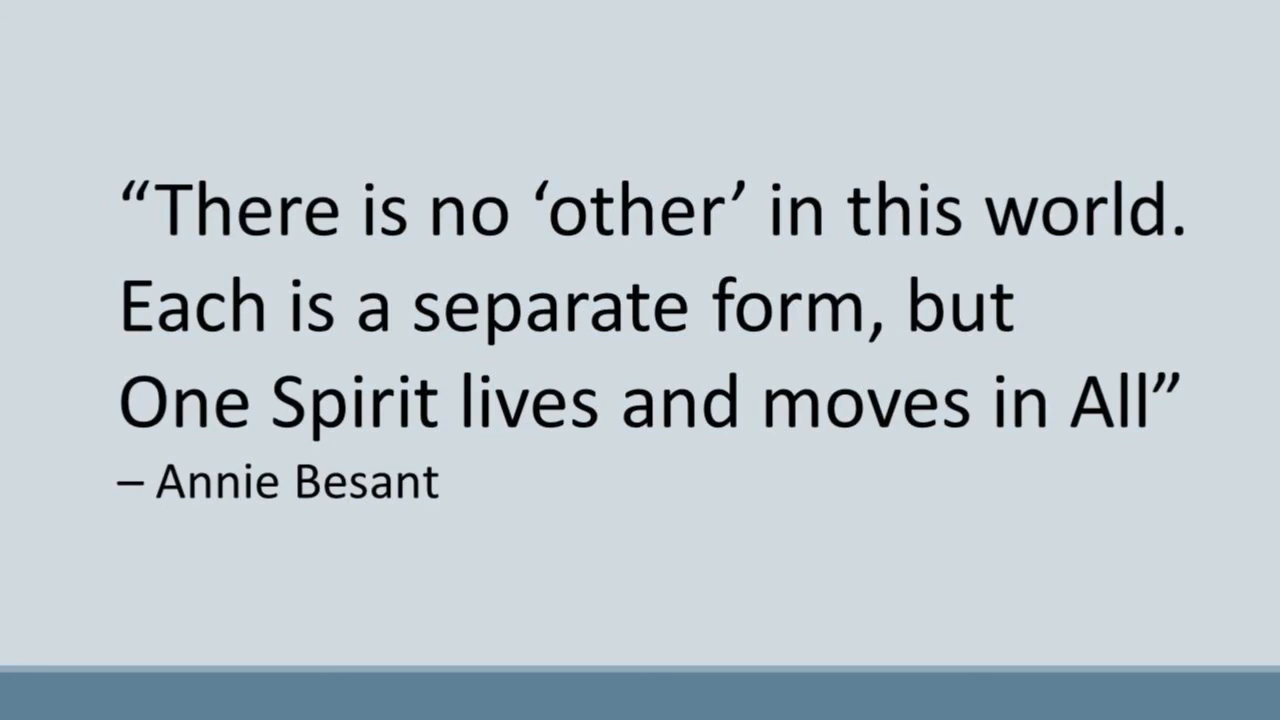 “There is no ‘other’ in this world.
Each is a separate form, but
One Spirit lives and moves in All”
– Annie Besant